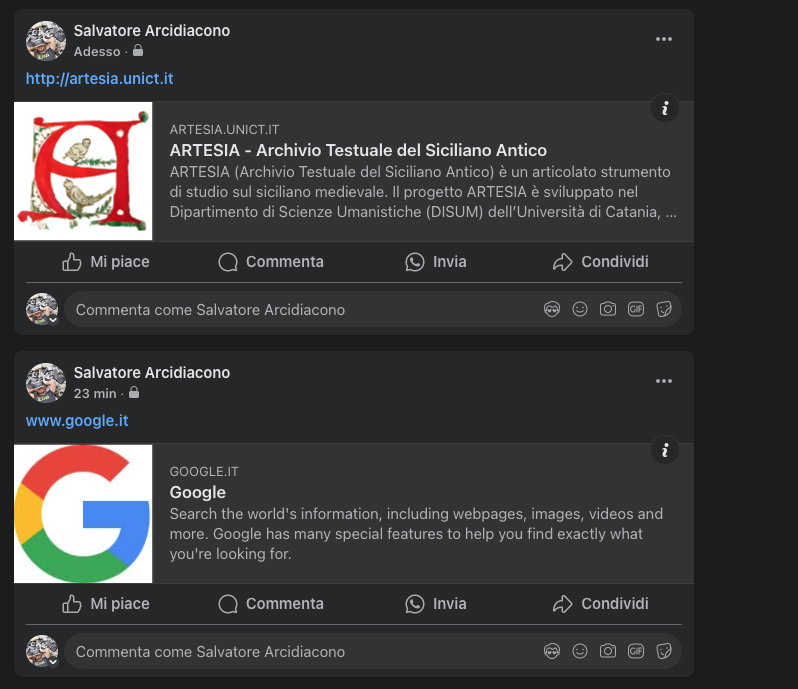 Salvatore Arcidiacono
Adesso ·
http://artesia.unict.it
ARTESIA.UNICT.IT
ARTESIA - Archivio Testuale del Siciliano Antico
ARTESIA (Archivio Testuale del Siciliano Antico) è un articolato strumento
di studio sul siciliano medievale. Il progetto ARTESIA è sviluppato nel
Dipartimento di Scienze Umanistiche (DISUM) dell’Università di Catania, ...
Mi piace Commenta Invia Condividi
Commenta come Salvatore Arcidiacono GIF
Salvatore Arcidiacono
23 min ·
www.google.it
GOOGLE.IT
Google
Search the world's information, including webpages, images, videos and
more. Google has many special features to help you find exactly what
you're looking for.
Mi piace Commenta Invia Condividi
Commenta come Salvatore Arcidiacono GIF